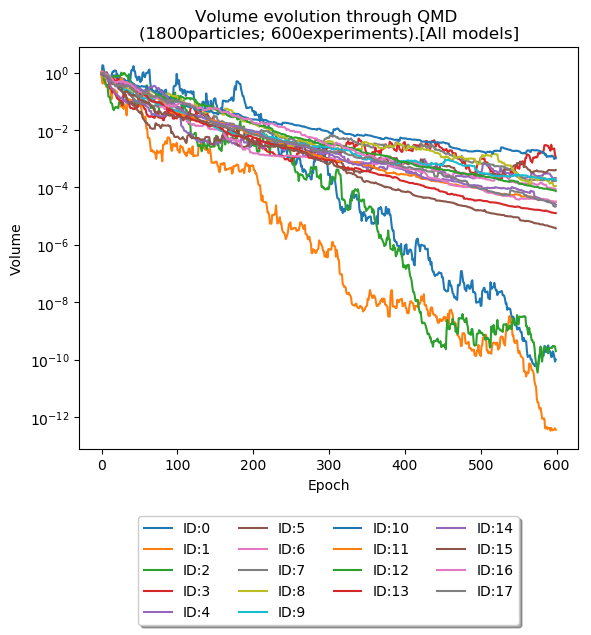 Volume evolution through QMD
(1800particles; 600experiments).[All models]
Volume
10⁰
10⁻²
10⁻⁴
10⁻⁶
10⁻⁸
10⁻¹⁰
10⁻¹²
0 100 200 300 400 500 600
Epoch
ID:0 ID:5 ID:10 ID:14
ID:1 ID:6 ID:11 ID:15
ID:2 ID:7 ID:12 ID:16
ID:3 ID:8 ID:13 ID:17
ID:4 ID:9